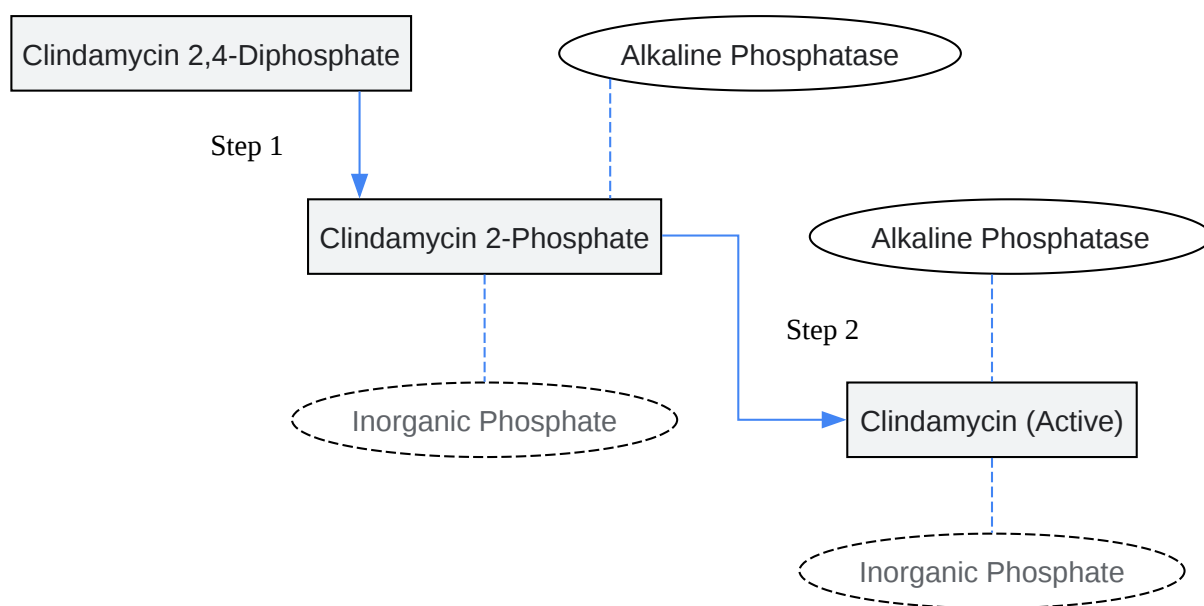 Clindamycin 2,4-Diphosphate
Alkaline Phosphatase
Step 1
Clindamycin 2-Phosphate
Alkaline Phosphatase
Step 2
Inorganic Phosphate
Clindamycin (Active)
Inorganic Phosphate